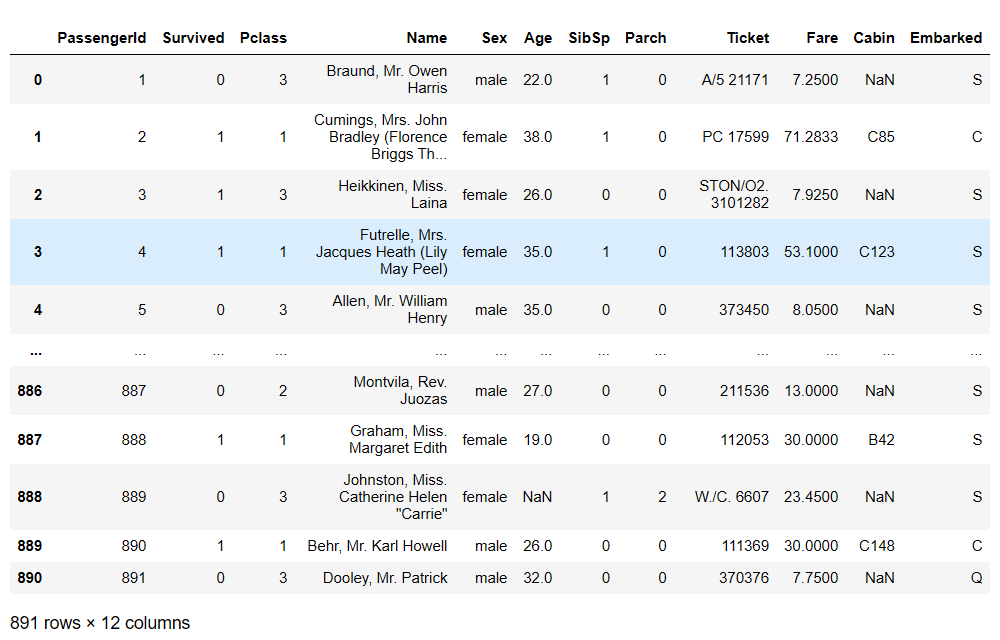 PassengerId Survived Pclass Name Sex Age SibSp Parch Ticket Fare Cabin Embarked
0 1 0 3 Braund, Mr. Owen Harris male 22.0 1 0 A/5 21171 7.2500 NaN S
1 2 1 1 Cumings, Mrs. John Bradley (Florence Briggs Th... female 38.0 1 0 PC 17599 71.2833 C85 C
2 3 1 3 Heikkinen, Miss. Laina female 26.0 0 0 STON/O2. 3101282 7.9250 NaN S
3 4 1 1 Futrelle, Mrs. Jacques Heath (Lily May Peel) female 35.0 1 0 113803 53.1000 C123 S
4 5 0 3 Allen, Mr. William Henry male 35.0 0 0 373450 8.0500 NaN S
... ... ... ... ... ... ... ... ... ... ... ... ...
886 887 0 2 Montvila, Rev. Juozas male 27.0 0 0 211536 13.0000 NaN S
887 888 1 1 Graham, Miss. Margaret Edith female 19.0 0 0 112053 30.0000 B42 S
888 889 0 3 Johnston, Miss. Catherine Helen "Carrie" female NaN 1 2 W./C. 6607 23.4500 NaN S
889 890 1 1 Behr, Mr. Karl Howell male 26.0 0 0 111369 30.0000 C148 C
890 891 0 3 Dooley, Mr. Patrick male 32.0 0 0 370376 7.7500 NaN Q
891 rows × 12 columns